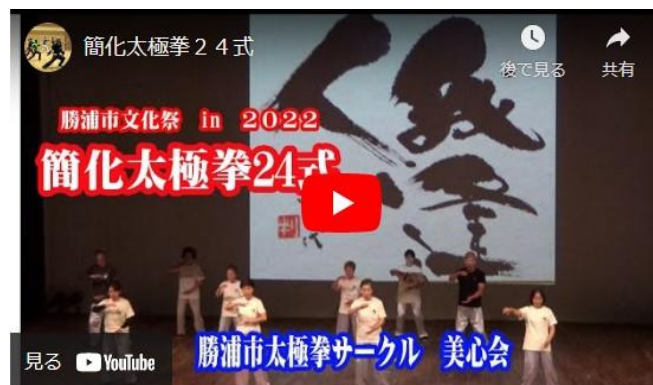 簡化太極拳２４式
後で見る
共有
勝浦市文化祭 in 2022
簡化太極拳24式
見る
YouTube
勝浦市太極拳サークル 美心会